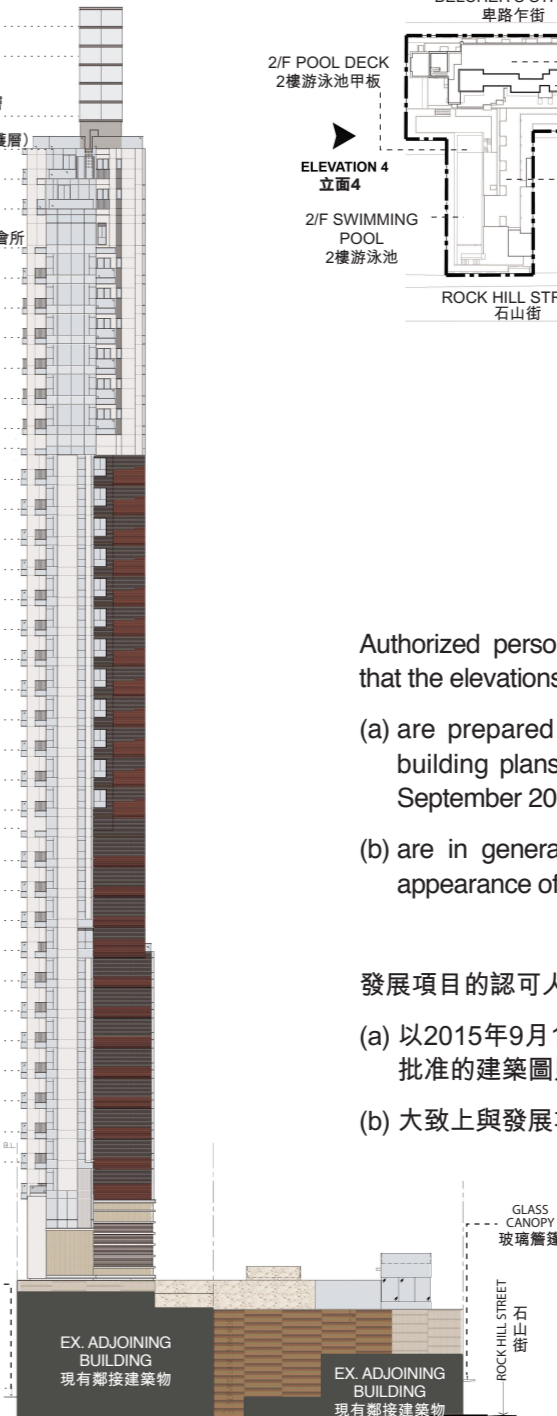 卑路乍街
2/F POOL DECK
2樓游泳池甲板
ELEVATION 4
立面4
2/F SWIMMING
POOL
2樓游泳池
ROCK HILL STR
石山街
層)
會所
Authorized perso
that the elevations
(a) are prepared
building plans
September 20
(b) are in genera
appearance of
發展項目的認可人
(a) 以2015年9月1
批准的建築圖
(b) 大致上與發展
GLASS
CANOPY
玻璃簷篷
ROCK HILL STREET
石山街
EX. ADJOINING
BUILDING
現有鄰接建築物
EX. ADJOINING
BUILDING
現有鄰接建築物